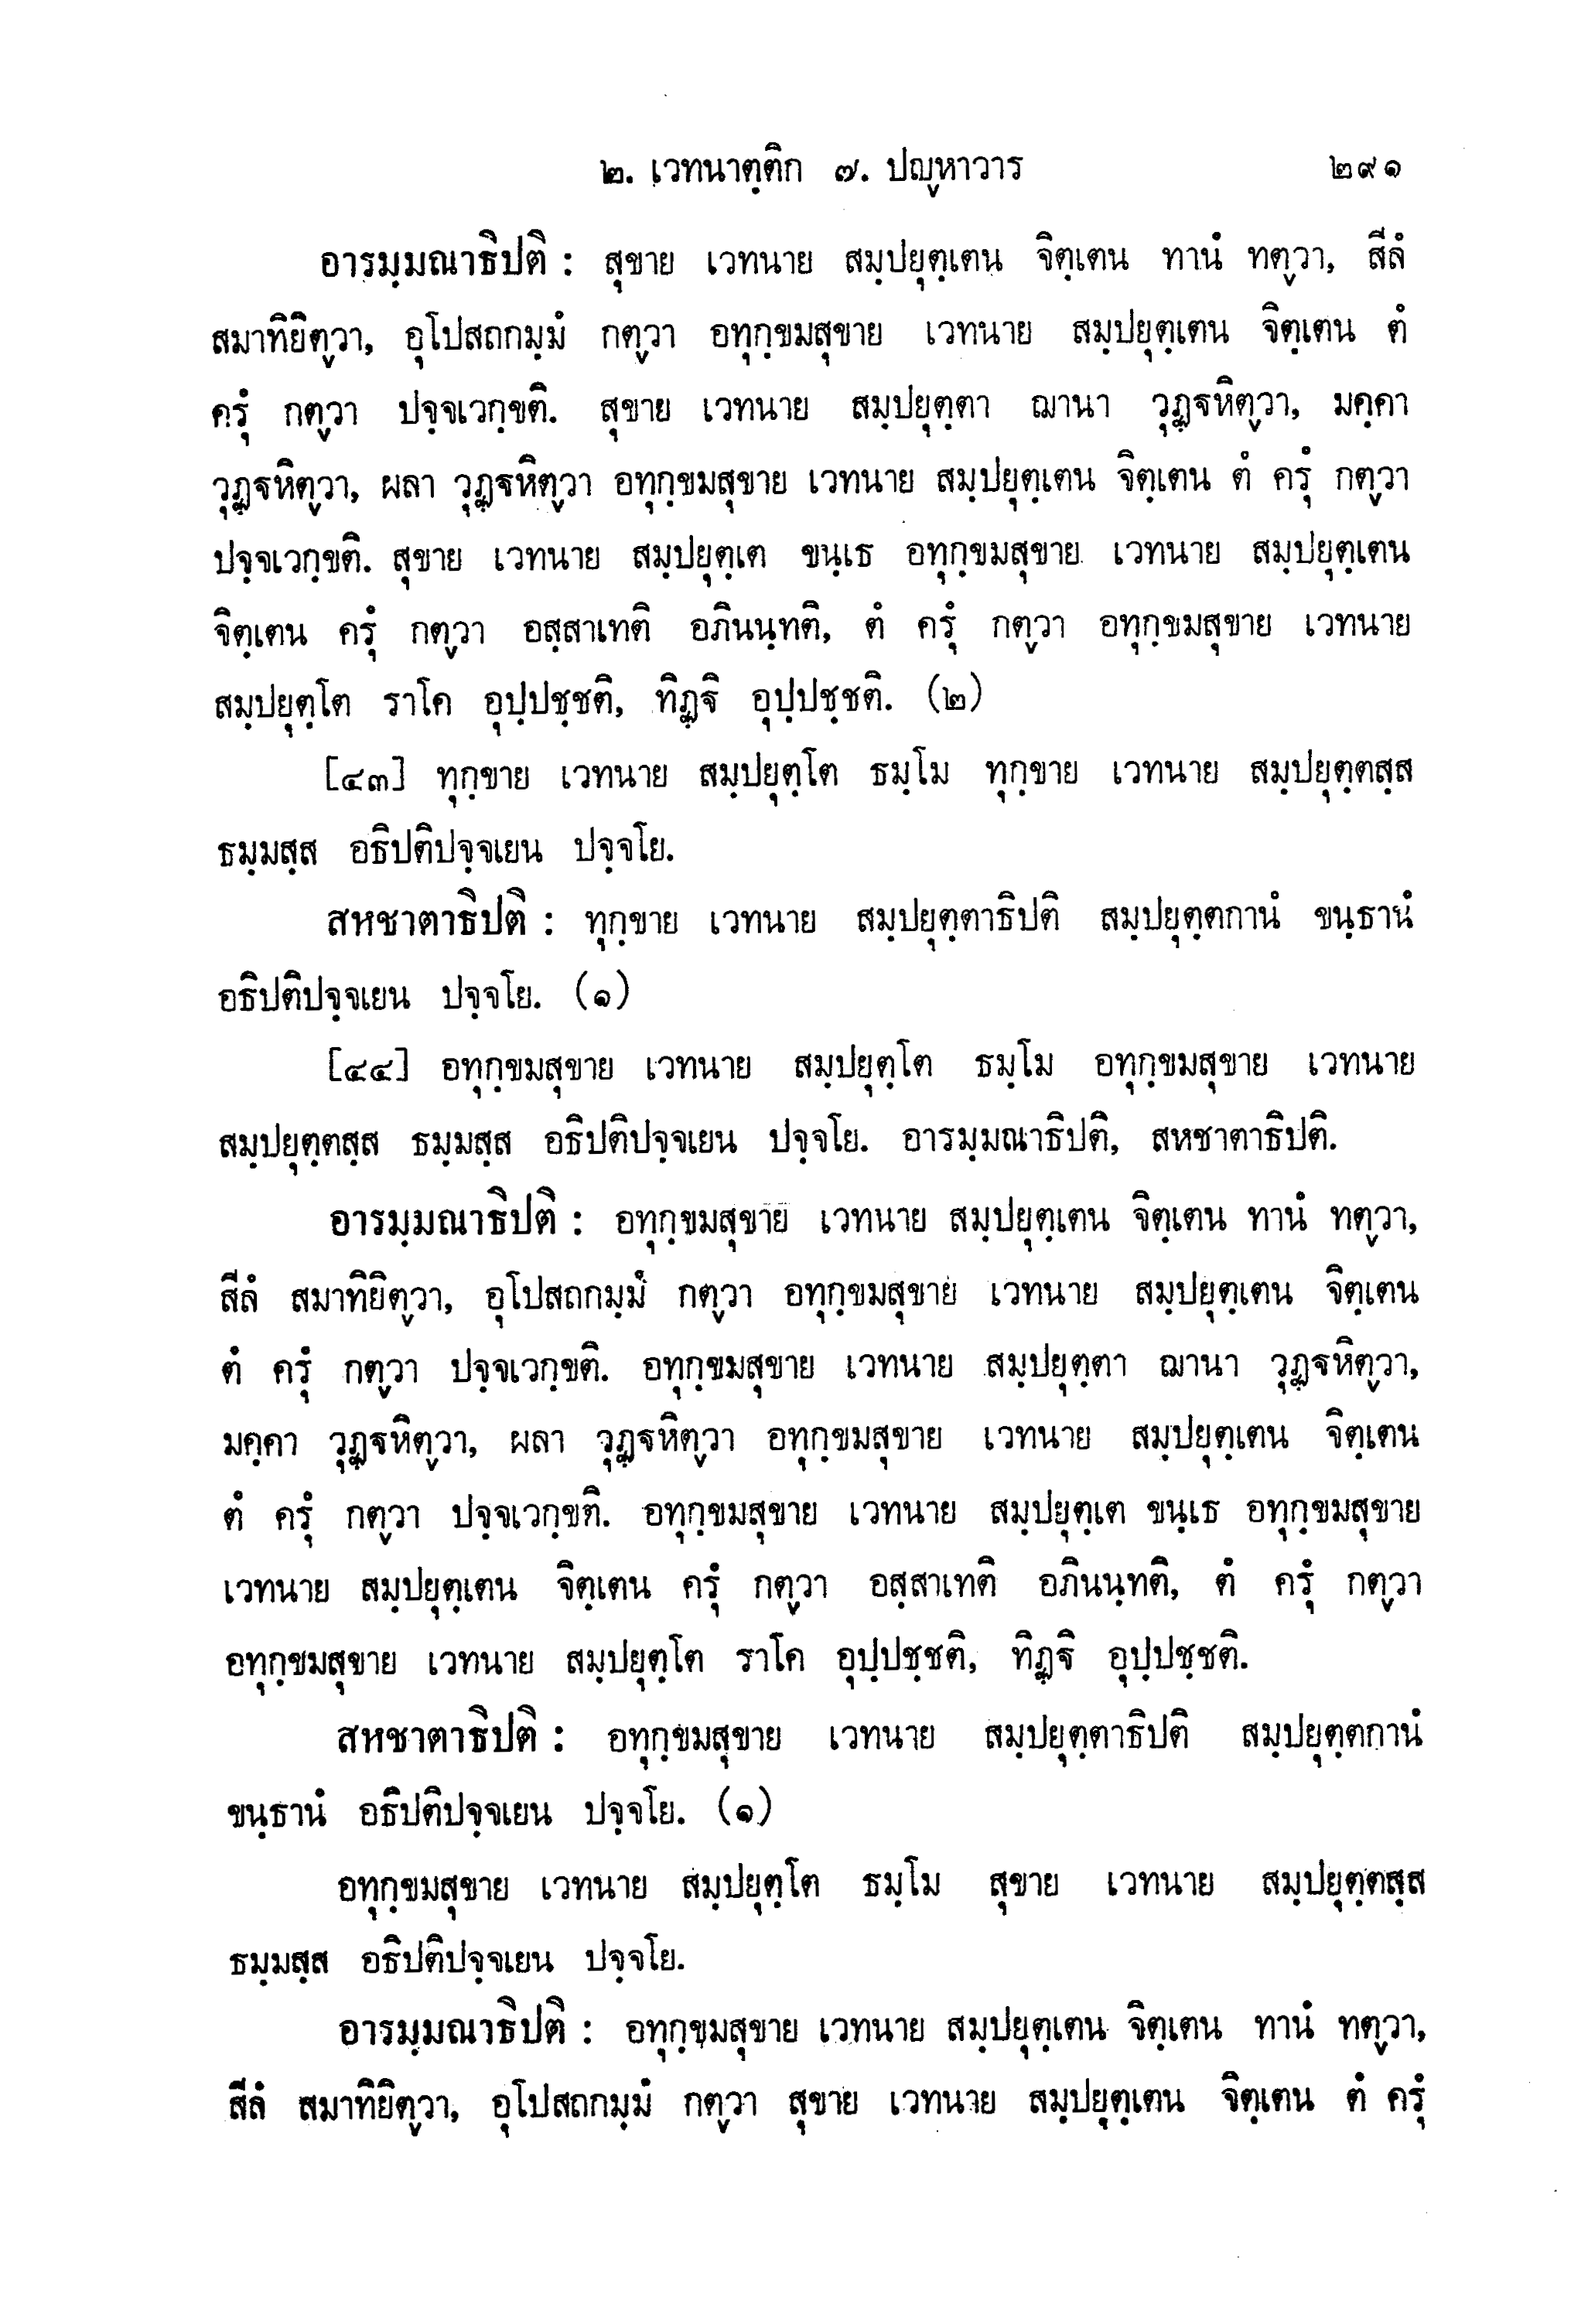 ๒. เวทนาตฺติก ๗. ปญฺหาวาร ๒๙๑
อารมฺมณาธิปติ : สุขาย เวทนาย สมฺปยุตฺเตน จิตฺเตน ทานํ ทตฺวา, สีลํ
สมาทิยิตฺวา, อุโปสถกมฺมํ กตฺวา อทุกฺขมสุขาย เวทนาย สมฺปยุตฺเตน จิตฺเตน ตํ
ครุํ กตฺวา ปจฺจเวกฺขติ. สุขาย เวทนาย สมฺปยุตฺตา ฌานา วุฏฺฐหิตฺวา, มคฺคา
วุฏฺฐหิตฺวา, ผลา วุฏฺฐหิตฺวา อทุกฺขมสุขาย เวทนาย สมฺปยุตฺเตน จิตฺเตน ตํ ครุํ กตฺวา
ปจฺจเวกฺขติ. สุขาย เวทนาย สมฺปยุตฺเต ขนฺเธ อทุกฺขมสุขาย เวทนาย สมฺปยุตฺเตน
จิตฺเตน ครุํ กตฺวา อสฺสาเทติ อภินนฺทติ, ตํ ครุํ กตฺวา อทุกฺขมสุขาย เวทนาย
สมฺปยุตฺโต ราโค อุปฺปชฺชติ, ทิฏฺฐิ อุปฺปชฺชติ. (๒)
[๔๓] ทุกฺขาย เวทนาย สมฺปยุตฺโต ธมฺโม ทุกฺขาย เวทนาย สมฺปยุตฺตสฺส
ธมฺมสฺส อธิปติปจฺจเยน ปจฺจโย.
สหชาตาธิปติ : ทุกฺขาย เวทนาย สมฺปยุตฺตาธิปติ สมฺปยุตฺตกานํ ขนฺธานํ
อธิปติปจฺจเยน ปจฺจโย. (๑)
[๔๔] อทุกฺขมสุขาย เวทนาย สมฺปยุตฺโต ธมฺโม อทุกฺขมสุขาย เวทนาย
สมฺปยุตฺตสฺส ธมฺมสฺส อธิปติปจฺจเยน ปจฺจโย. อารมฺมณาธิปติ, สหชาตาธิปติ.
อารมฺมณาธิปติ : อทุกฺขมสุขาย เวทนาย สมฺปยุตฺเตน จิตฺเตน ทานํ ทตฺวา,
สีลํ สมาทิยิตฺวา, อุโปสถกมฺมํ กตฺวา อทุกฺขมสุขาย เวทนาย สมฺปยุตฺเตน จิตฺเตน
ตํ ครุํ กตฺวา ปจฺจเวกฺขติ. อทุกฺขมสุขาย เวทนาย สมฺปยุตฺตา ฌานา วุฏฺฐหิตฺวา,
มคฺคา วุฏฺฐหิตฺวา, ผลา วุฏฺฐหิตฺวา อทุกฺขมสุขาย เวทนาย สมฺปยุตฺเตน จิตฺเตน
ตํ ครุํ กตฺวา ปจฺจเวกฺขติ. อทุกฺขมสุขาย เวทนาย สมฺปยุตฺเต ขนฺเธ อทุกฺขมสุขาย
เวทนาย สมฺปยุตฺเตน จิตฺเตน ครุํ กตฺวา อสฺสาเทติ อภินนฺทติ, ตํ ครุํ กตฺวา
อทุกฺขมสุขาย เวทนาย สมฺปยุตฺโต ราโค อุปฺปชฺชติ, ทิฏฺฐิ อุปฺปชฺชติ.
สหชาตาธิปติ : อทุกฺขมสุขาย เวทนาย สมฺปยุตฺตาธิปติ สมฺปยุตฺตกานํ
ขนฺธานํ อธิปติปจฺจเยน ปจฺจโย. (๑)
อทุกฺขมสุขาย เวทนาย สมฺปยุตฺโต ธมฺโม สุขาย เวทนาย สมฺปยุตฺตสฺส
ธมฺมสฺส อธิปติปจฺจเยน ปจฺจโย.
อารมฺมณาธิปติ : อทุกฺขมสุขาย เวทนาย สมฺปยุตฺเตน จิตฺเตน ทานํ ทตฺวา,
สีลํ สมาทิยิตฺวา, อุโปสถกมฺมํ กตฺวา สุขาย เวทนาย สมฺปยุตฺเตน จิตฺเตน ตํ ครุํ